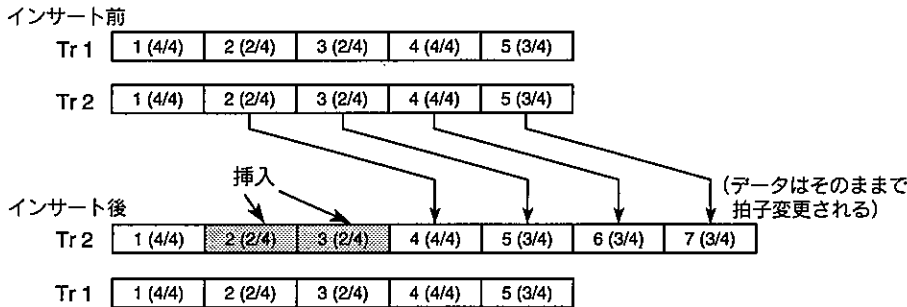 インサート前
Tr 1 1 (4/4) 2 (2/4) 3 (2/4) 4 (4/4) 5 (3/4)
Tr 2 1 (4/4) 2 (2/4) 3 (2/4) 4 (4/4) 5 (3/4)
挿入
(データはそのままで
拍子変更される)
インサート後
Tr 2 1 (4/4) 2 (2/4) 3 (2/4) 4 (4/4) 5 (3/4) 6 (3/4) 7 (3/4)
Tr 1 1 (4/4) 2 (2/4) 3 (2/4) 4 (4/4) 5 (3/4)